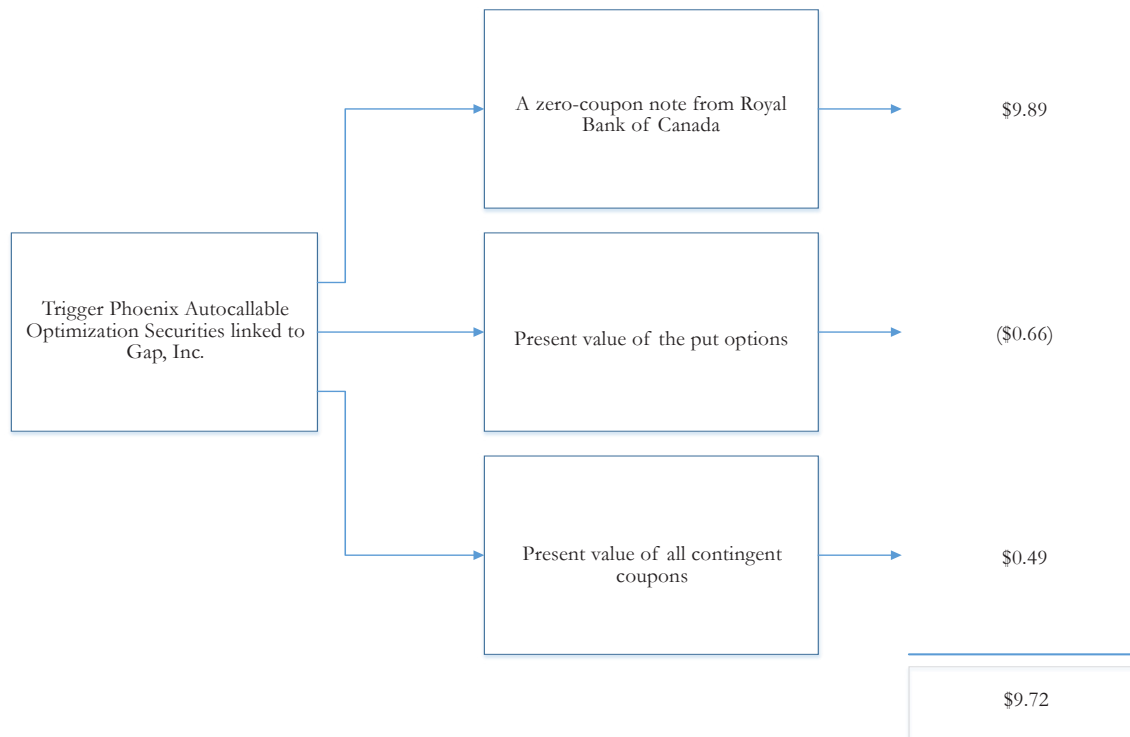 A zero-coupon note from Royal
Bank of Canada
$9.89
Trigger Phoenix Autocallable
Optimization Securities linked to
Gap, Inc.
Present value of the put options
($0.66)
Present value of all contingent
coupons
$0.49
$9.72